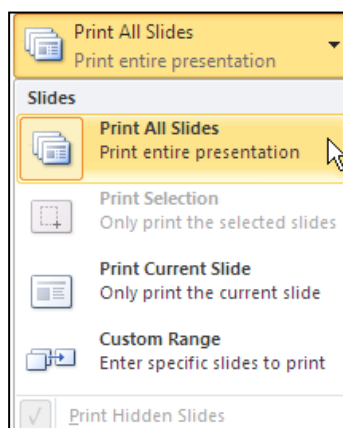 Print All Slides
Print entire presentation
Slides
Print All Slides
Print entire presentation
Print Selection
Only print the selected slides
Print Current Slide
Only print the current slide
Custom Range
Enter specific slides to print
Print Hidden Slides